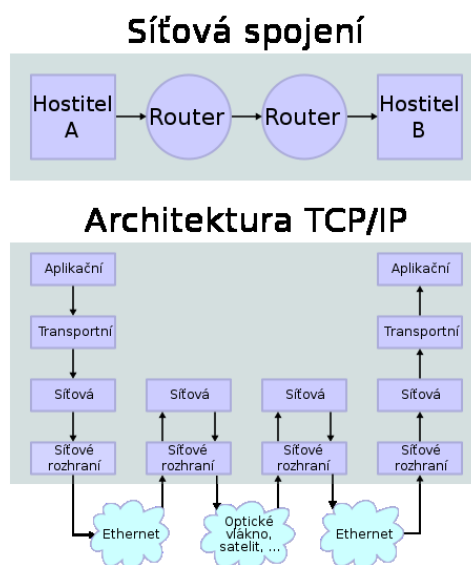 Síťová spojení
Hostitel
A
Router
Router
Hostitel
B
Architektura TCP/IP
Aplikační
Aplikační
Transportní
Transportní
Síťová
Síťová
Síťová
Síťová
Síťové
rozhraní
Síťové
rozhraní
Síťové
rozhraní
Síťové
rozhraní
Ethernet
Optické
vlákno,
satelit, ...
Ethernet